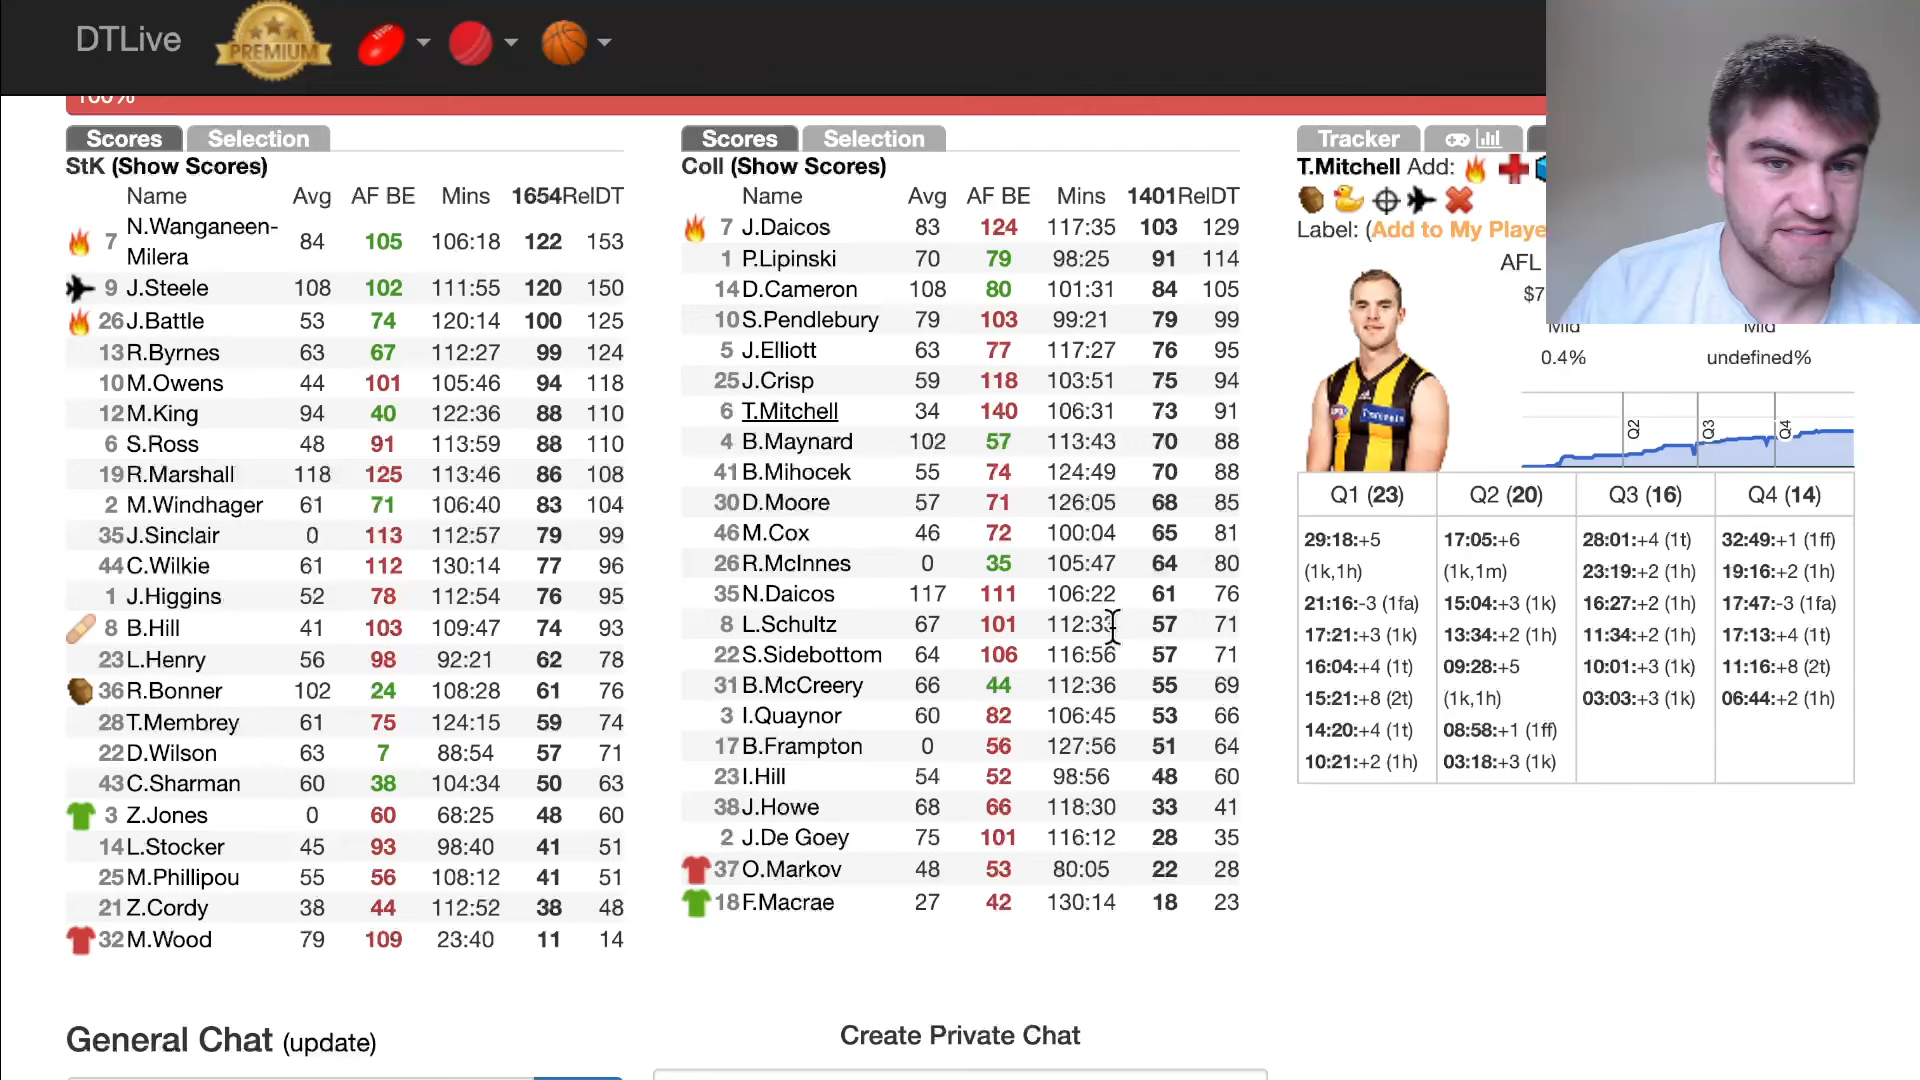 DTLive
PREMIUM
100%
Scores Selection
StK (Show Scores)
Name Avg AF BE Mins 1654 RelDT
7 N.Wanganeen-Milera 84 105 106:18 122 153
9 J.Steele 108 102 111:55 120 150
26 J.Battle 53 74 120:14 100 125
13 R.Byrnes 63 67 112:27 99 124
10 M.Owens 44 101 105:46 94 118
12 M.King 94 40 122:36 88 110
6 S.Ross 48 91 113:59 88 110
19 R.Marshall 118 125 113:46 86 108
2 M.Windhager 61 71 106:40 83 104
35 J.Sinclair 0 113 112:57 79 99
44 C.Wilkie 61 112 130:14 77 96
1 J.Higgins 52 78 112:54 76 95
8 B.Hill 41 103 109:47 74 93
23 L.Henry 56 98 92:21 62 78
36 R.Bonner 102 24 108:28 61 76
28 T.Membrey 61 75 124:15 59 74
22 D.Wilson 63 7 88:54 57 71
43 C.Sharman 60 38 104:34 50 63
3 Z.Jones 0 60 68:25 48 60
14 L.Stocker 45 93 98:40 41 51
25 M.Phillipou 55 56 108:12 41 51
21 Z.Cordy 38 44 112:52 38 48
32 M.Wood 79 109 23:40 11 14
Scores Selection
Coll (Show Scores)
Name Avg AF BE Mins 1401 RelDT
7 J.Daicos 83 124 117:35 103 129
1 P.Lipinski 70 79 98:25 91 114
14 D.Cameron 108 80 101:31 84 105
10 S.Pendlebury 79 103 99:21 79 99
5 J.Elliott 63 77 117:27 76 95
25 J.Crisp 59 118 103:51 75 94
6 T.Mitchell 34 140 106:31 73 91
4 B.Maynard 102 57 113:43 70 88
41 B.Mihocek 55 74 124:49 70 88
30 D.Moore 57 71 126:05 68 85
46 M.Cox 46 72 100:04 65 81
26 R.McInnes 0 35 105:47 64 80
35 N.Daicos 117 111 106:22 61 76
8 L.Schultz 67 101 112:33 57 71
22 S.Sidebottom 64 106 116:56 57 71
31 B.McCreery 66 44 112:36 55 69
3 I.Quaynor 60 82 106:45 53 66
17 B.Frampton 0 56 127:56 51 64
23 I.Hill 54 52 98:56 48 60
38 J.Howe 68 66 118:30 33 41
2 J.De Goey 75 101 116:12 28 35
37 O.Markov 48 53 80:05 22 28
18 F.Macrae 27 42 130:14 18 23
Tracker
T.Mitchell Add:
Label: (Add to My Playe
AFL
$7
Mid Mid
0.4% undefined%
Q2 Q3 Q4
Q1 (23) Q2 (20) Q3 (16) Q4 (14)
29:18:+5 17:05:+6 28:01:+4 (1t) 32:49:+1 (1ff)
(1k,1h) (1k,1m) 23:19:+2 (1h) 19:16:+2 (1h)
21:16:-3 (1fa) 15:04:+3 (1k) 16:27:+2 (1h) 17:47:-3 (1fa)
17:21:+3 (1k) 13:34:+2 (1h) 11:34:+2 (1h) 17:13:+4 (1t)
16:04:+4 (1t) 09:28:+5 10:01:+3 (1k) 11:16:+8 (2t)
15:21:+8 (2t) (1k,1h) 03:03:+3 (1k) 06:44:+2 (1h)
14:20:+4 (1t) 08:58:+1 (1ff)
10:21:+2 (1h) 03:18:+3 (1k)
General Chat (update)
Create Private Chat